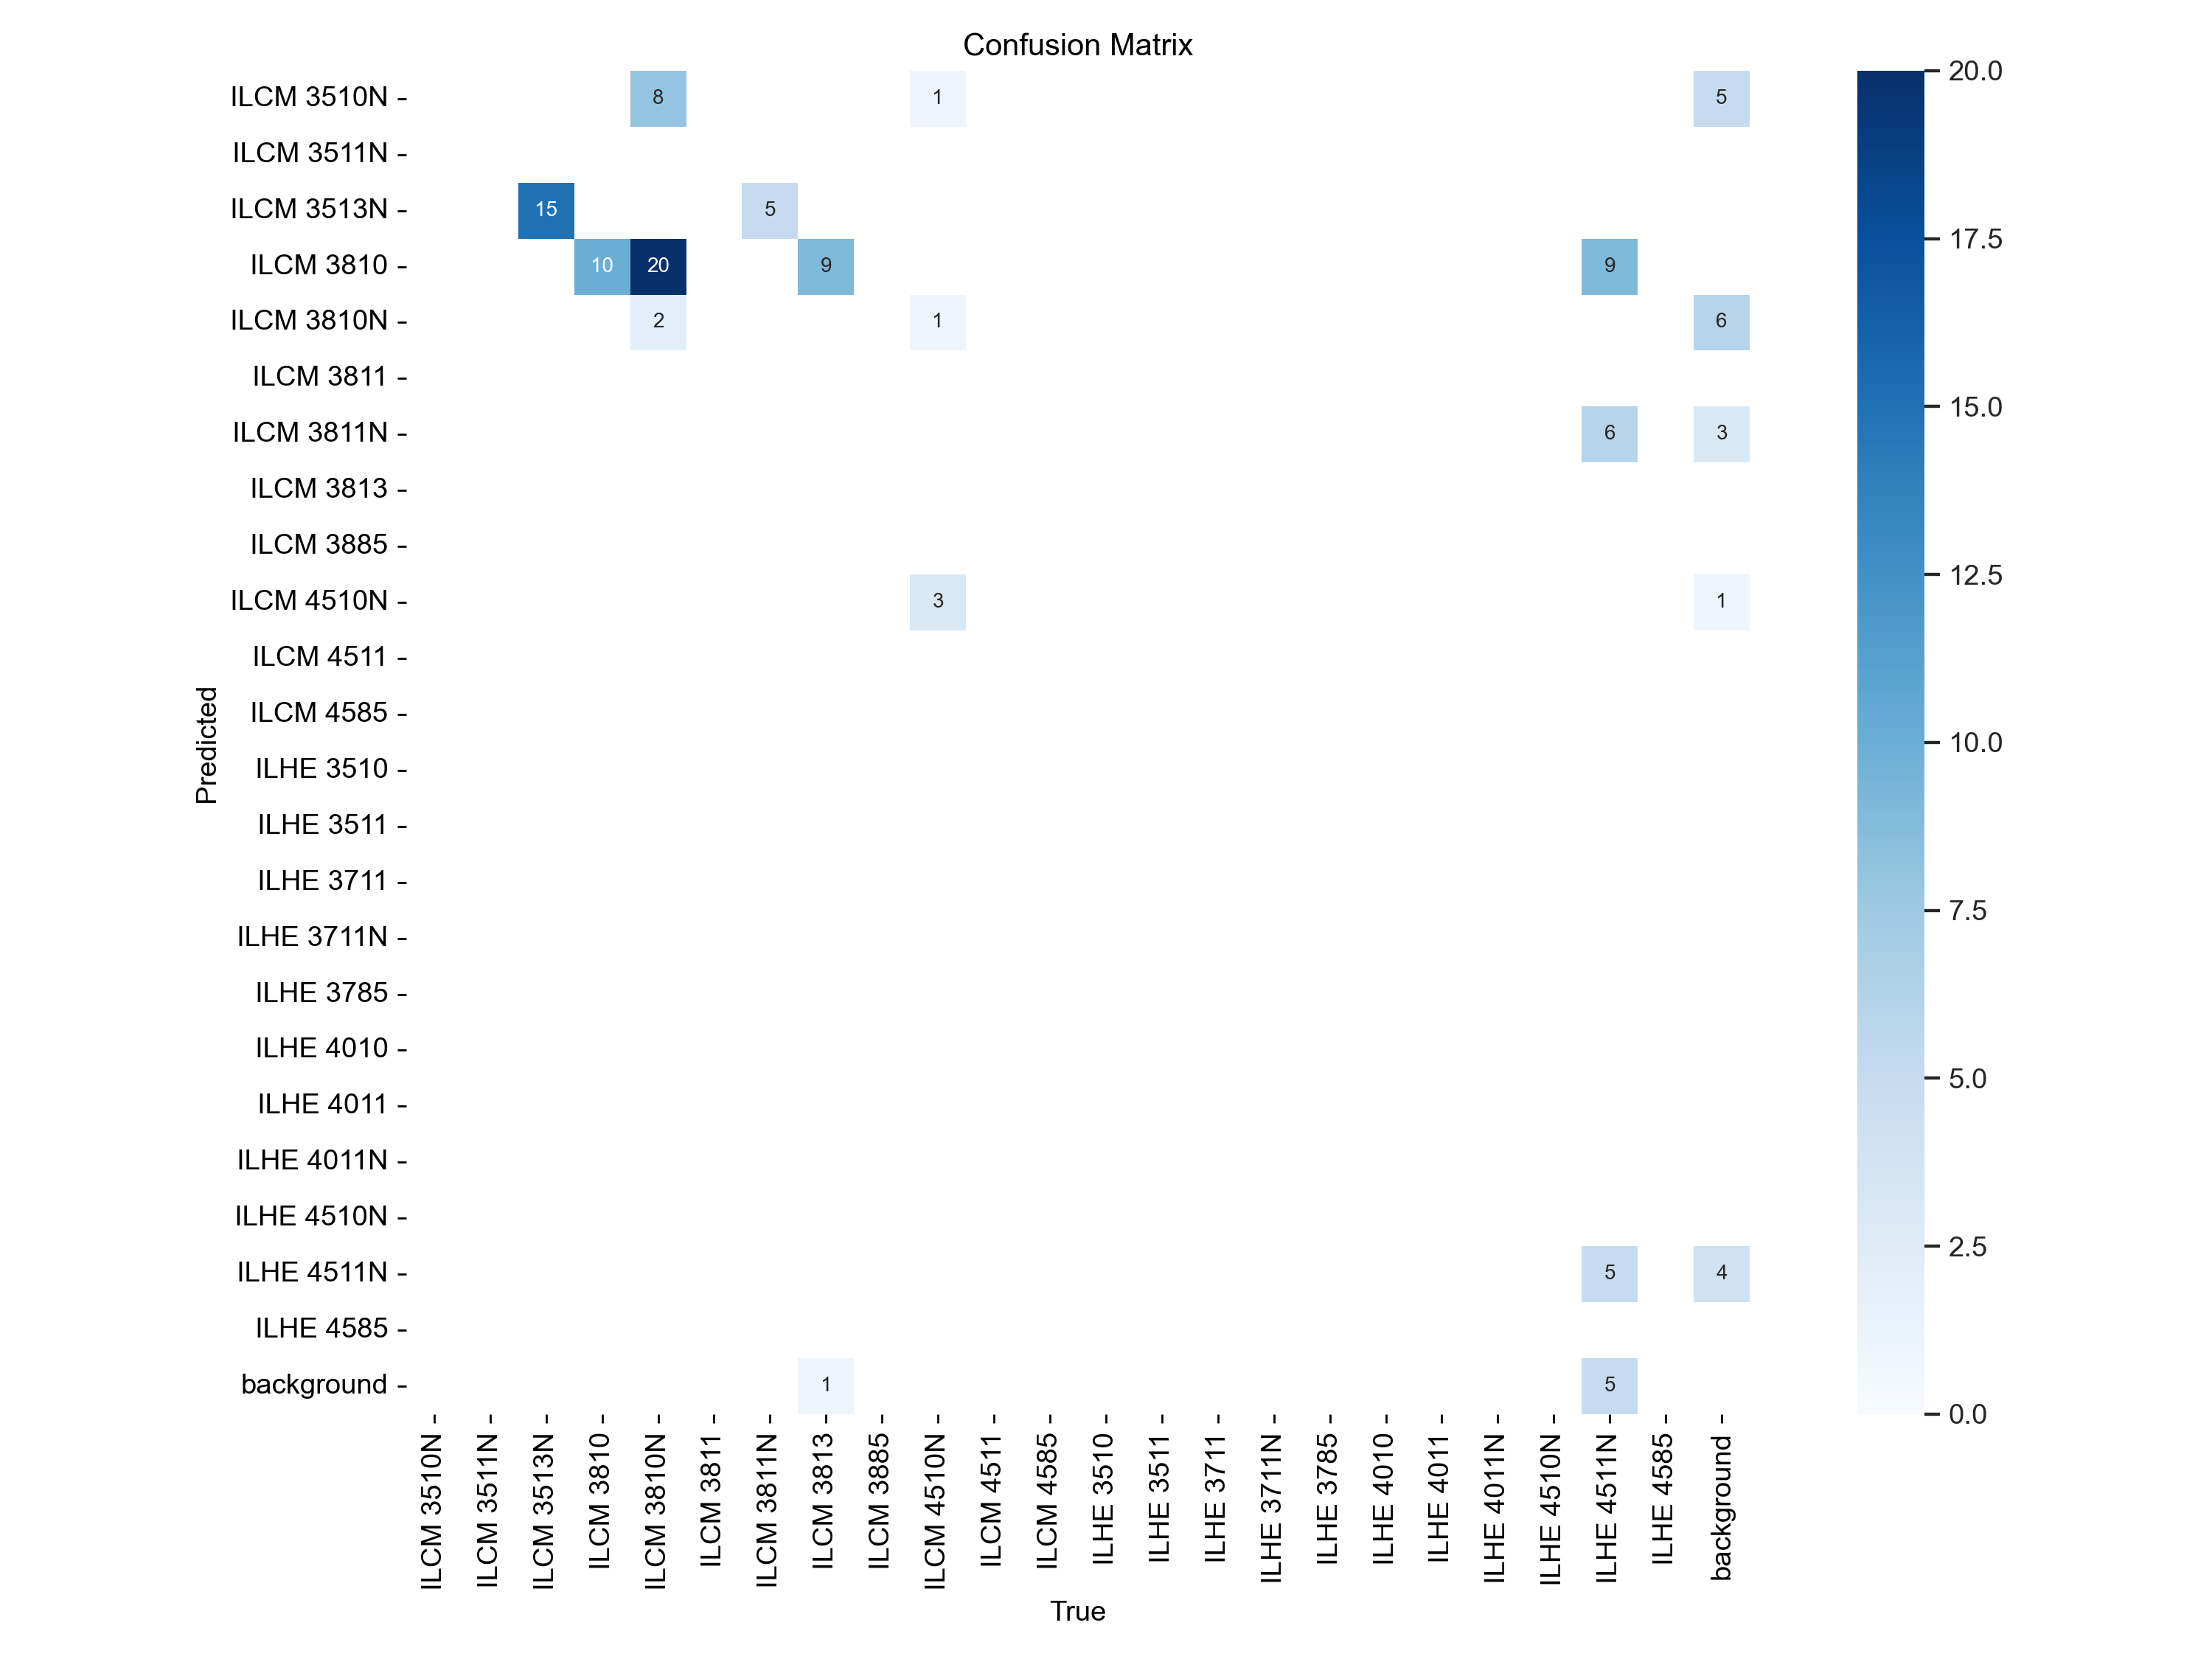 Confusion Matrix
ILCM 3510N
8
1
5
ILCM 3511N
ILCM 3513N
15
5
ILCM 3810
10
20
9
9
ILCM 3810N
2
1
6
ILCM 3811
ILCM 3811N
6
3
ILCM 3813
ILCM 3885
ILCM 4510N
3
1
ILCM 4511
ILCM 4585
ILHE 3510
ILHE 3511
ILHE 3711
ILHE 3711N
ILHE 3785
ILHE 4010
ILHE 4011
ILHE 4011N
ILHE 4510N
ILHE 4511N
5
4
ILHE 4585
background
1
5
Predicted
ILCM 3510N
ILCM 3511N
ILCM 3513N
ILCM 3810
ILCM 3810N
ILCM 3811
ILCM 3811N
ILCM 3813
ILCM 3885
ILCM 4510N
ILCM 4511
ILCM 4585
ILHE 3510
ILHE 3511
ILHE 3711
ILHE 3711N
ILHE 3785
ILHE 4010
ILHE 4011
ILHE 4011N
ILHE 4510N
ILHE 4511N
ILHE 4585
background
True
20.0
17.5
15.0
12.5
10.0
7.5
5.0
2.5
0.0